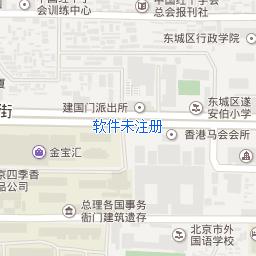 会训练中心
总会报刊社
东城区行政学院
厦
街
建国门派出所
东城区遂
安伯小学
软件未注册
香港马会会所
金宝汇
京四季香
品公司
总理各国事务
衙门建筑遗存
北京市外
国语学校